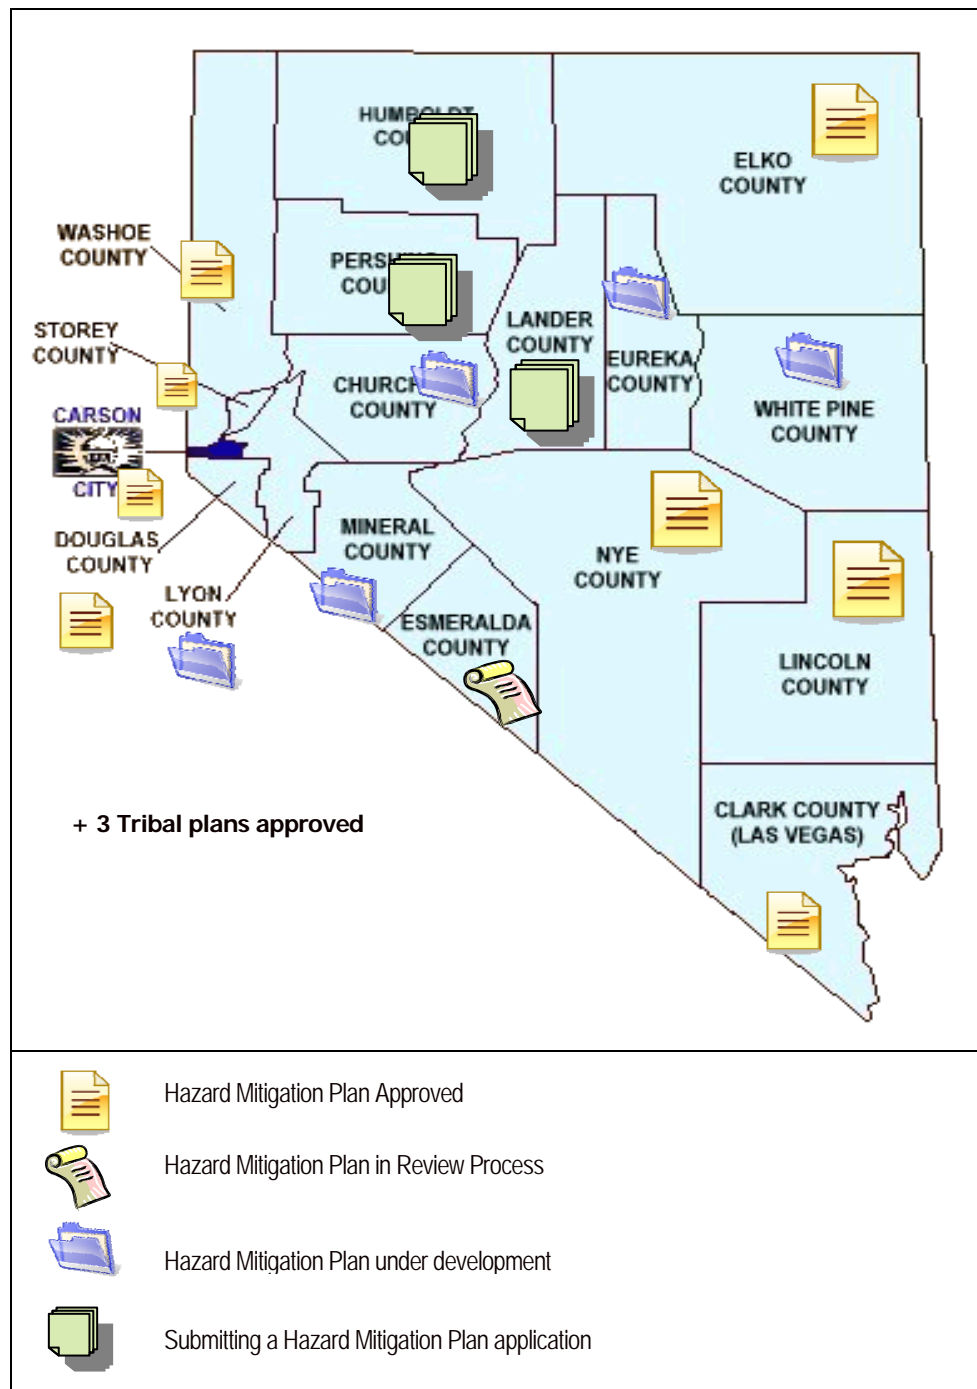 HUMBOLDT
ELKO
COUNTY
WASHOE
COUNTY
STOREY
COUNTY
LANDER
COUNTY
EUREKA
COUNTY
COUNTY
WHITE PINE
COUNTY
CARSON
CITY
DOUGLAS
COUNTY
LYON
COUNTY
MINERAL
COUNTY
ESMERALDA
COUNTY
NYE
COUNTY
LINCOLN
COUNTY
CLARK COUNTY
(LAS VEGAS)
+ 3 Tribal plans approved
Hazard Mitigation Plan Approved
Hazard Mitigation Plan in Review Process
Hazard Mitigation Plan under development
Submitting a Hazard Mitigation Plan application